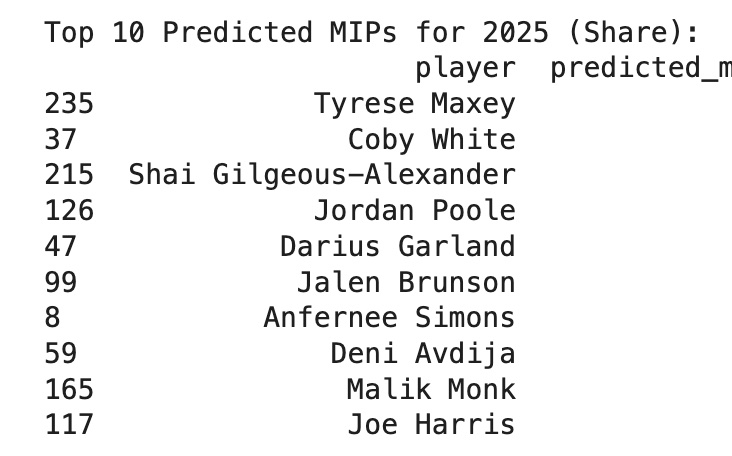 Top 10 Predicted MIPs for 2025 (Share):
player predicted_m
235 Tyrese Maxey
37 Coby White
215 Shai Gilgeous-Alexander
126 Jordan Poole
47 Darius Garland
99 Jalen Brunson
8 Anfernee Simons
59 Deni Avdija
165 Malik Monk
117 Joe Harris